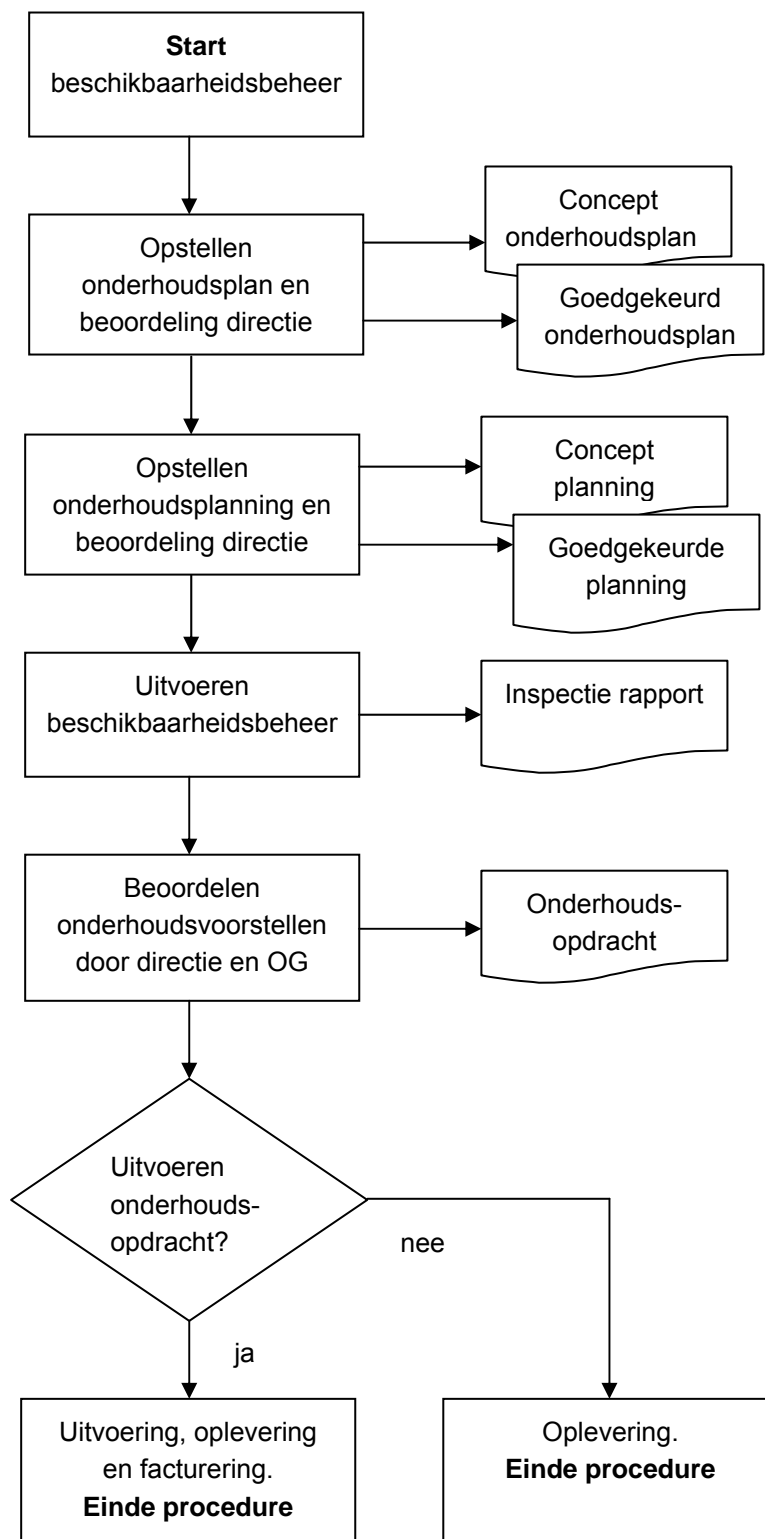 Start
beschikbaarheidsbeheer
Opstellen
onderhoudsplan en
beoordeling directie
Concept
onderhoudsplan
Goedgekeurd
onderhoudsplan
Opstellen
onderhoudsplanning en
beoordeling directie
Concept
planning
Goedgekeurde
planning
Uitvoeren
beschikbaarheidsbeheer
Inspectie rapport
Beoordelen
onderhoudsvoorstellen
door directie en OG
Onderhouds-
opdracht
Uitvoeren
onderhouds-
opdracht?
nee
ja
Uitvoering, oplevering
en facturering.
Einde procedure
Oplevering.
Einde procedure